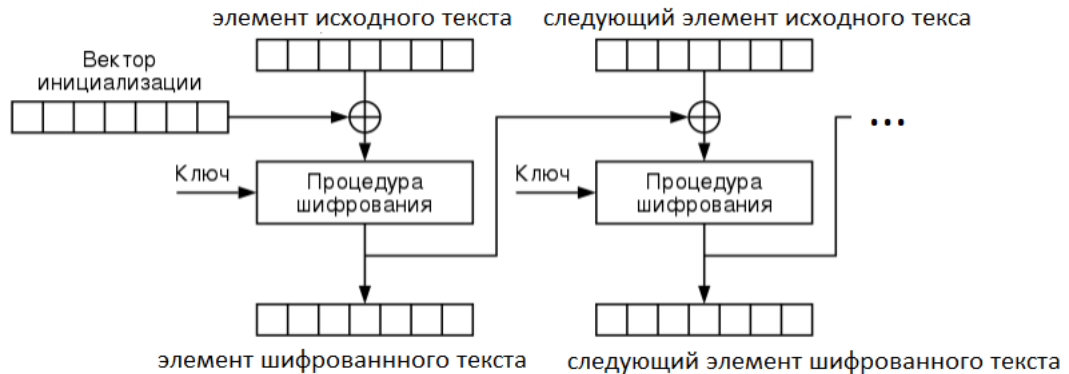 элемент исходного текста
следующий элемент исходного текса
Вектор
инициализации
Ключ
Процедура
шифрования
Ключ
Процедура
шифрования
...
элемент шифрованнного текста
следующий элемент шифрованного текста